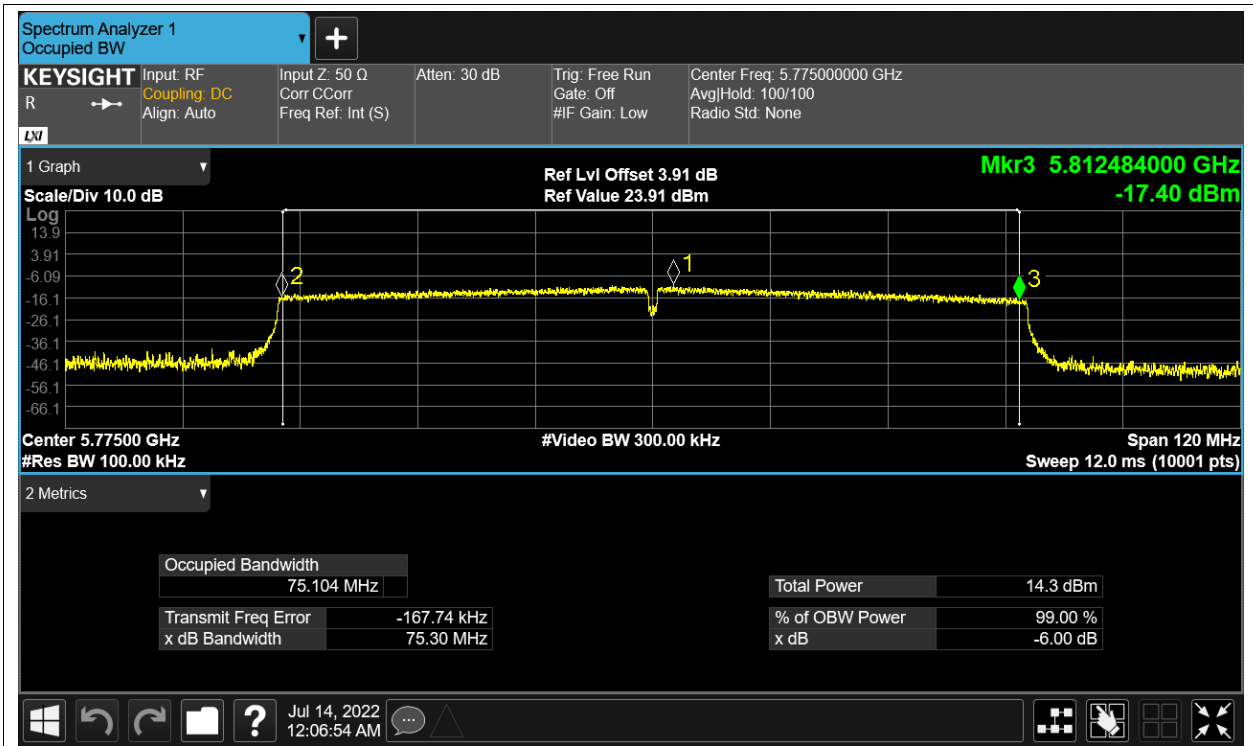 Spectrum Analyzer 1
Occupied BW
KEYSIGHT
R
LXI
Input: RF
Coupling: DC
Align: Auto
Input Z: 50 Ω
Corr CCorr
Freq Ref: Int (S)
Atten: 30 dB
Trig: Free Run
Gate: Off
#IF Gain: Low
Center Freq: 5.775000000 GHz
Avg|Hold: 100/100
Radio Std: None
1 Graph
Scale/Div 10.0 dB
Ref Lvl Offset 3.91 dB
Ref Value 23.91 dBm
Mkr3 5.812484000 GHz
-17.40 dBm
Log
13.9
3.91
-6.09
-16.1
-26.1
-36.1
-46.1
-56.1
-66.1
2
1
3
Center 5.77500 GHz
#Video BW 300.00 kHz
Span 120 MHz
#Res BW 100.00 kHz
Sweep 12.0 ms (10001 pts)
2 Metrics
Occupied Bandwidth
75.104 MHz
Transmit Freq Error -167.74 kHz
x dB Bandwidth 75.30 MHz
Total Power 14.3 dBm
% of OBW Power 99.00 %
x dB -6.00 dB
?
Jul 14, 2022
12:06:54 AM